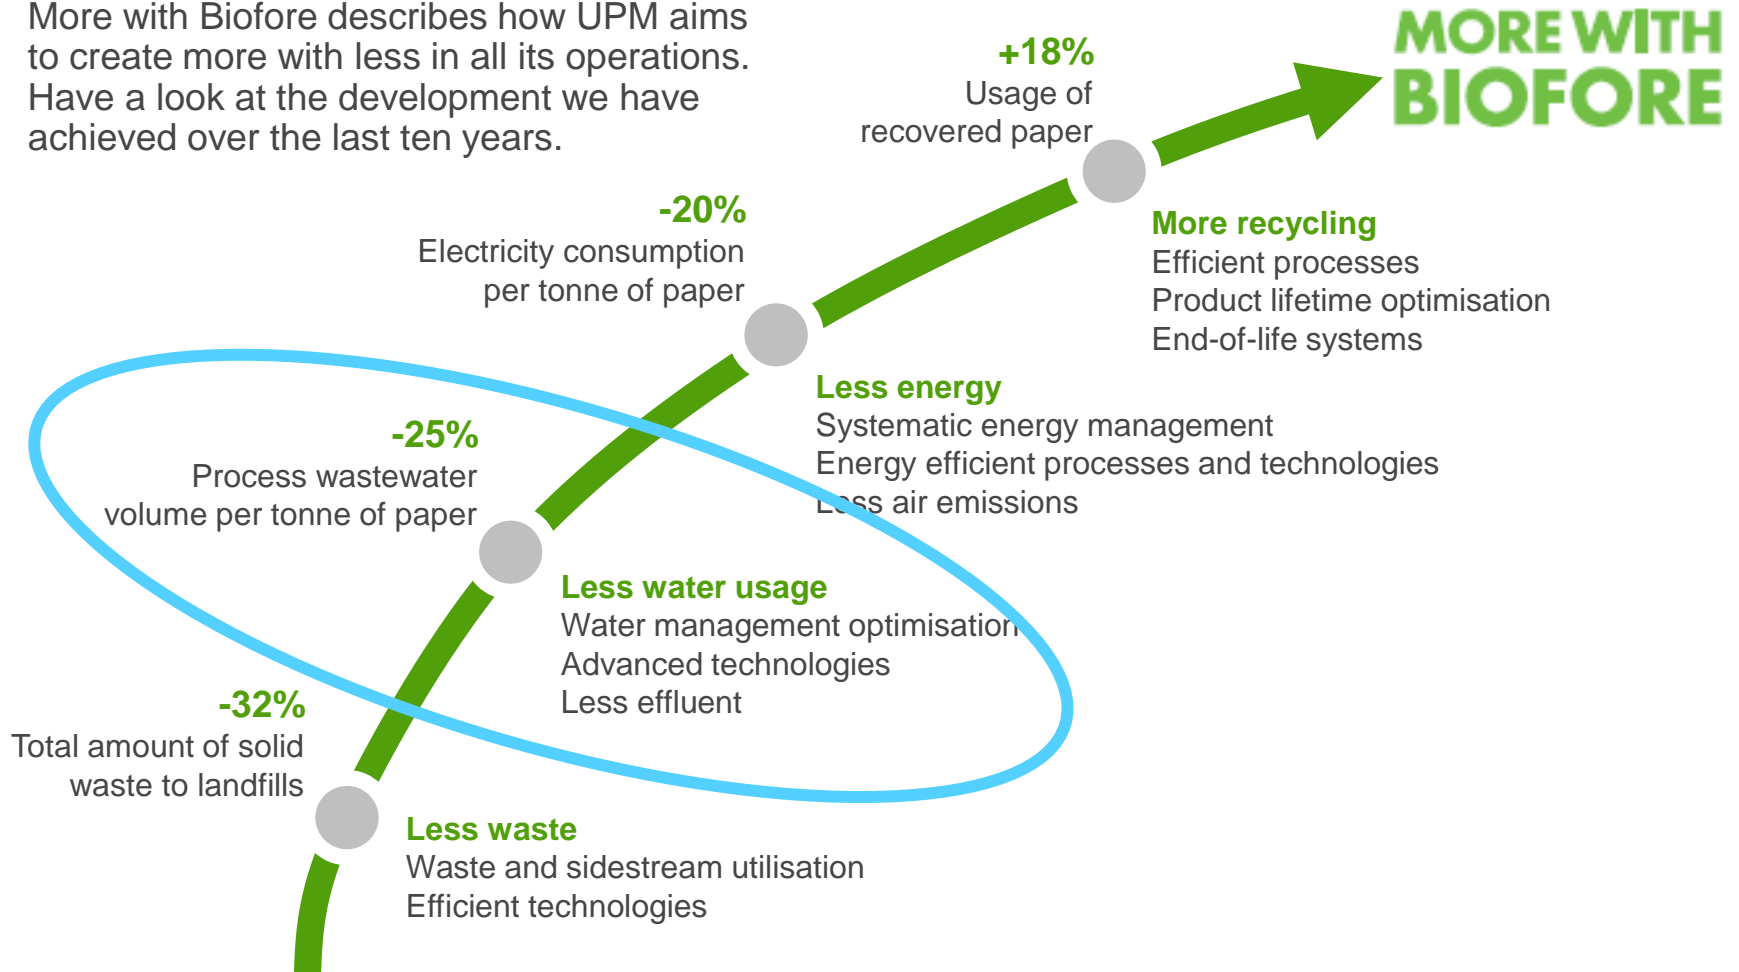 More with Biofore describes how UPM aims
to create more with less in all its operations.
Have a look at the development we have
achieved over the last ten years.
MORE WITH
BIOFORE
+18%
Usage of
recovered paper
More recycling
Efficient processes
Product lifetime optimisation
End-of-life systems
-20%
Electricity consumption
per tonne of paper
Less energy
Systematic energy management
Energy efficient processes and technologies
Less air emissions
-25%
Process wastewater
volume per tonne of paper
Less water usage
Water management optimisation
Advanced technologies
Less effluent
-32%
Total amount of solid
waste to landfills
Less waste
Waste and sidestream utilisation
Efficient technologies